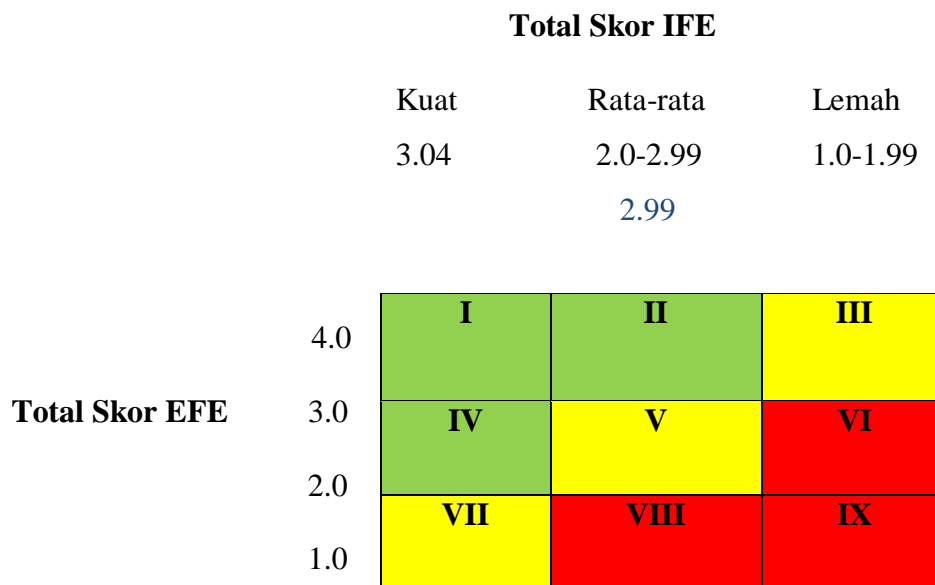 Total Skor IFE
Kuat Rata-rata Lemah
3.04 2.0-2.99 1.0-1.99
2.99
I II III
4.0
Total Skor EFE 3.0 IV V VI
2.0
VII VIII IX
1.0